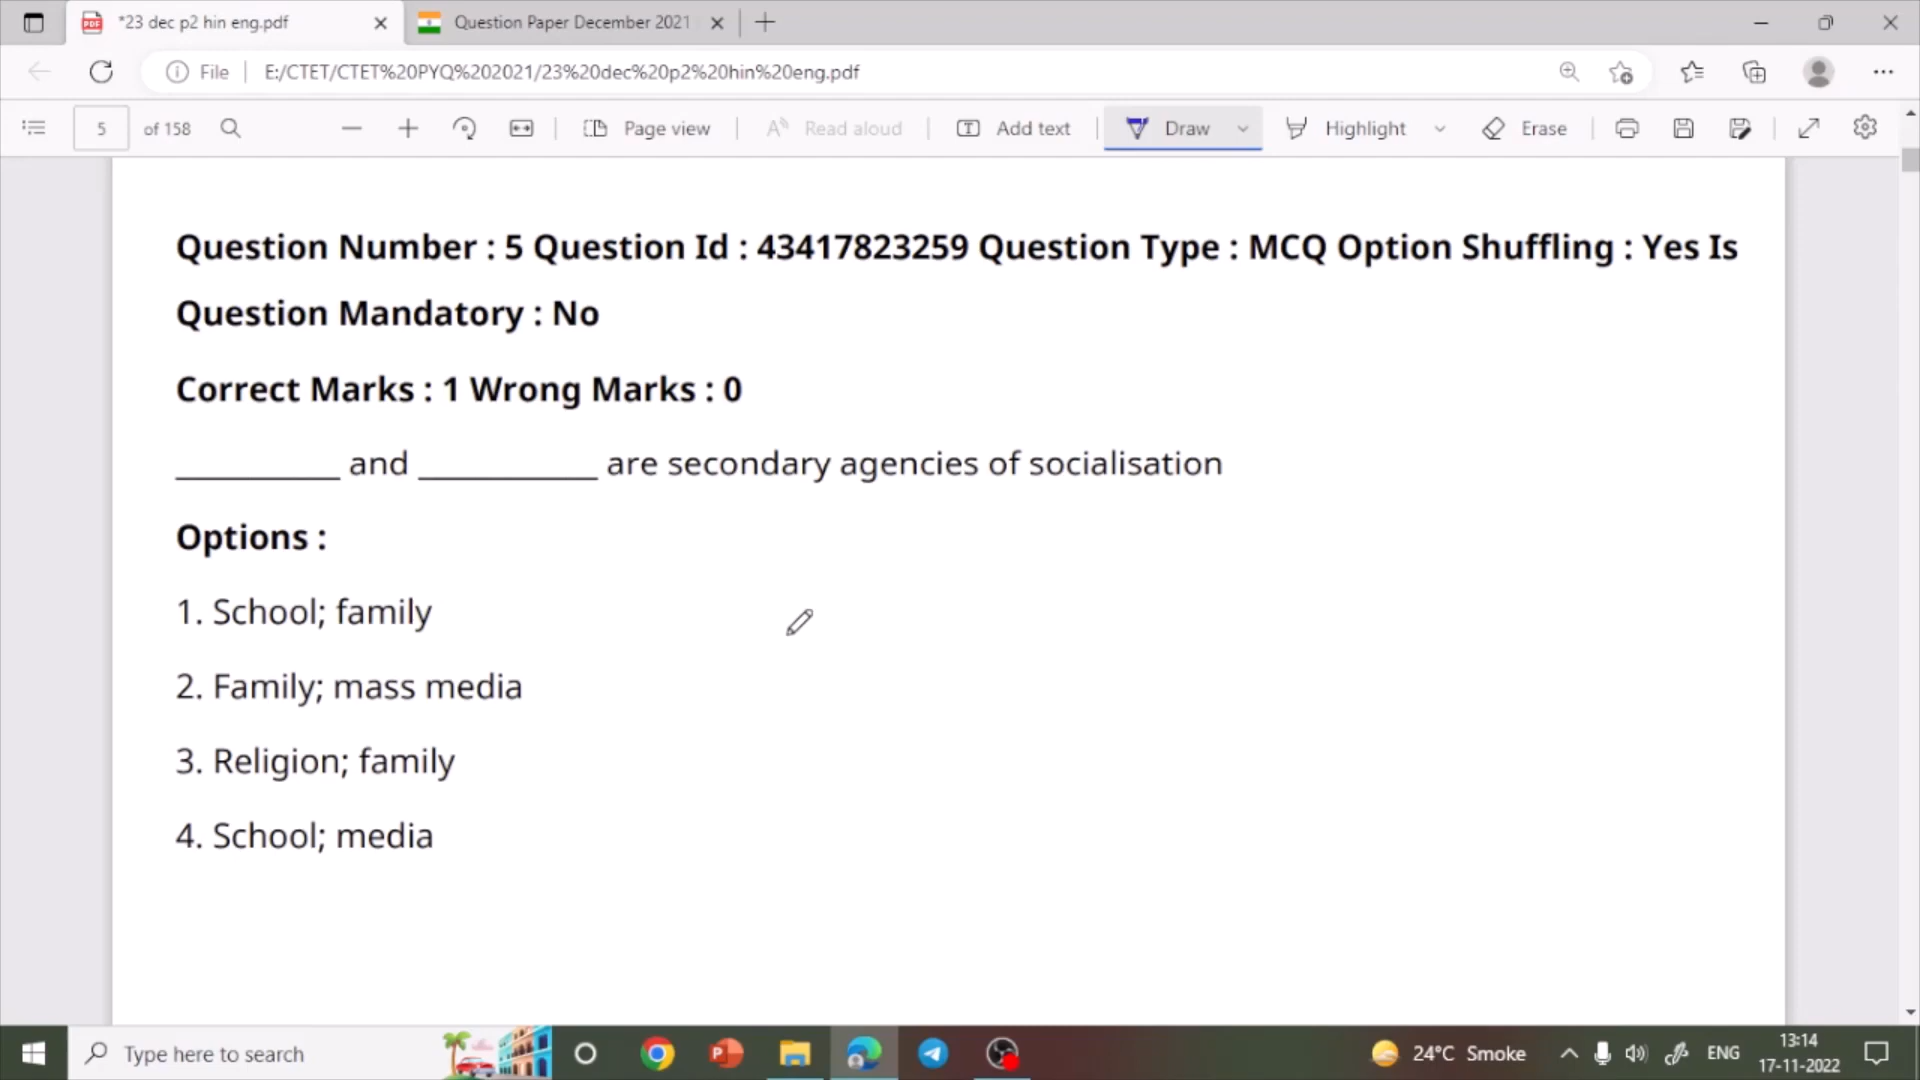 *23 dec p2 hin eng.pdf
Question Paper December 2021
File
E:/CTET/CTET%20PYQ%202021/23%20dec%20p2%20hin%20eng.pdf
5 of 158
Page view
Read aloud
Add text
Draw
Highlight
Erase
Question Number : 5 Question Id : 43417823259 Question Type : MCQ Option Shuffling : Yes Is
Question Mandatory : No
Correct Marks : 1 Wrong Marks : 0
__________ and ___________ are secondary agencies of socialisation
Options :
1. School; family
2. Family; mass media
3. Religion; family
4. School; media
Type here to search
24°C Smoke
ENG
13:14
17-11-2022